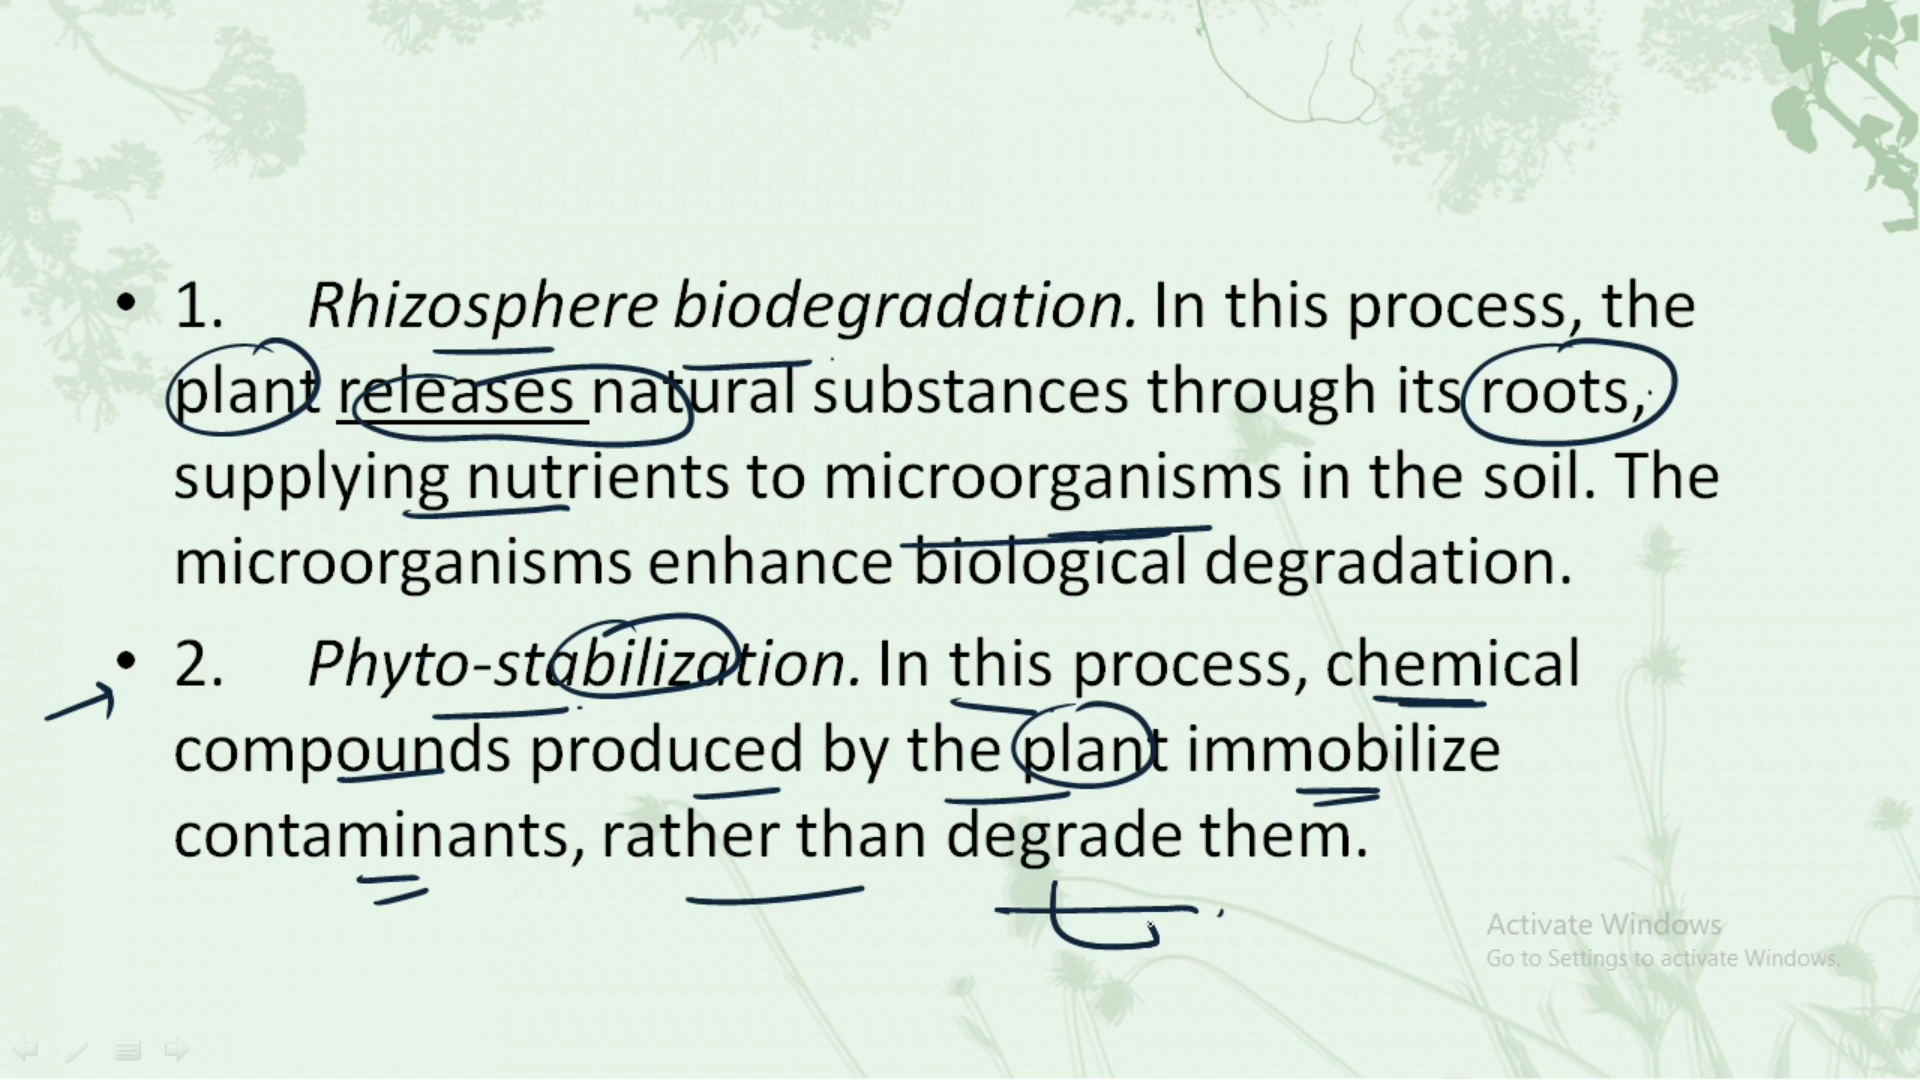 • 1. Rhizosphere biodegradation. In this process, the
plant releases natural substances through its roots,
supplying nutrients to microorganisms in the soil. The
microorganisms enhance biological degradation.
• 2. Phyto-stabilization. In this process, chemical
compounds produced by the plant immobilize
contaminants, rather than degrade them.
Activate Windows
Go to Settings to activate Windows.